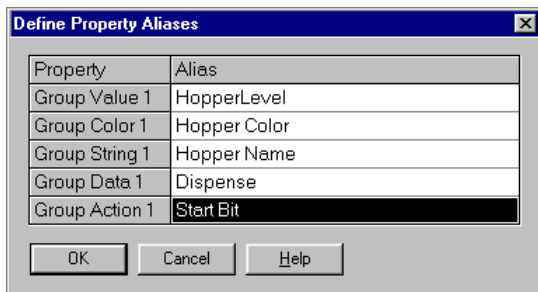 Define Property Aliases
Property Alias
Group Value 1 HopperLevel
Group Color 1 Hopper Color
Group String 1 Hopper Name
Group Data 1 Dispense
Group Action 1 Start Bit
OK Cancel Help